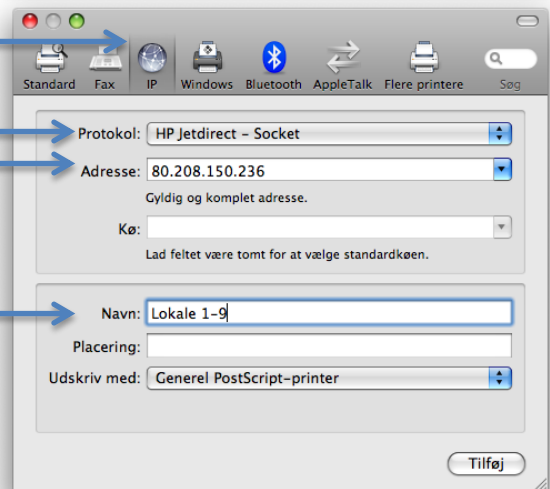 Standard Fax IP Windows Bluetooth AppleTalk Flere printere Søg
Protokol: HP Jetdirect – Socket
Adresse: 80.208.150.236
Gyldig og komplet adresse.
Kø:
Lad feltet være tomt for at vælge standardkøen.
Navn: Lokale 1–9
Placering:
Udskriv med: Generel PostScript–printer
Tilføj